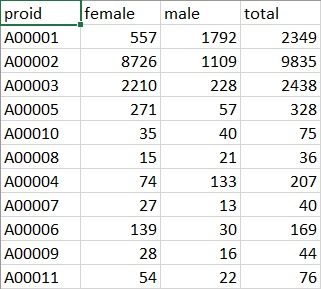 proid female male total
A00001 557 1792 2349
A00002 8726 1109 9835
A00003 2210 228 2438
A00005 271 57 328
A00010 35 40 75
A00008 15 21 36
A00004 74 133 207
A00007 27 13 40
A00006 139 30 169
A00009 28 16 44
A00011 54 22 76